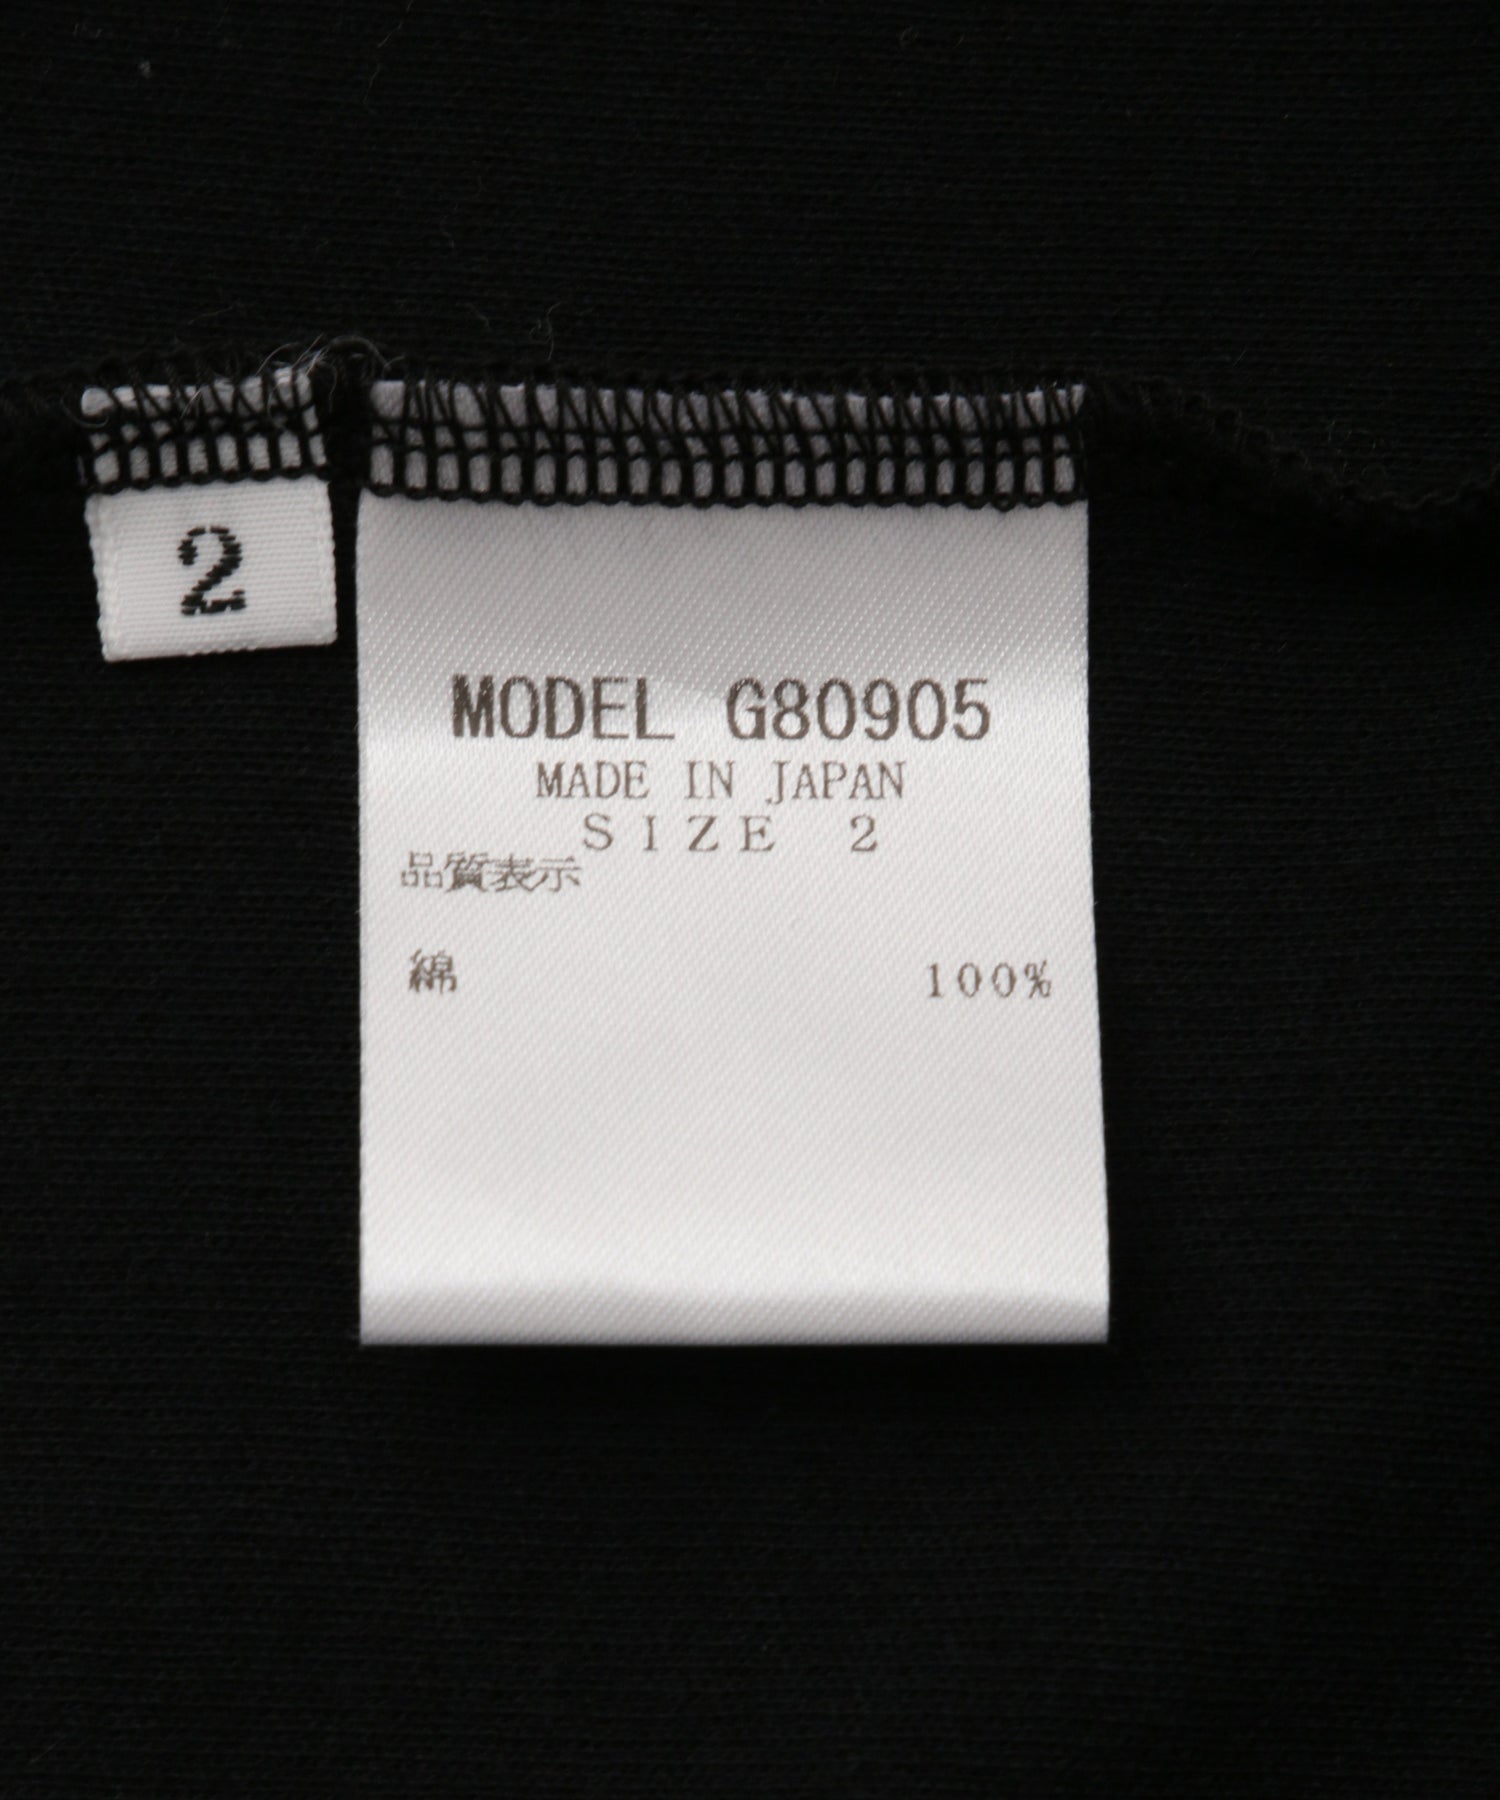 2
MODEL G80905
MADE IN JAPAN
SIZE 2
品質表示
綿 100%